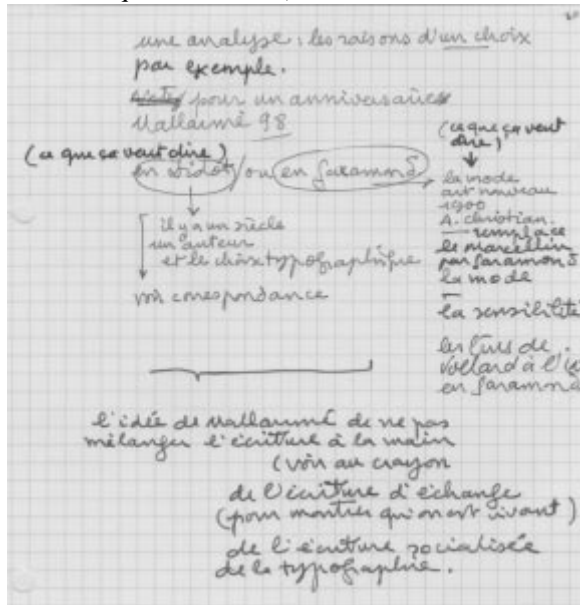 une analyse : les raisons d'un choix
par exemple.
pour un anniversaire
Mallarmé 98
(ce que ça veut dire)
en Didot / ou en Garamond
il y a un siècle
un auteur
et le choix typographique
voir correspondance
(ce que ça veut
dire)
la mode
art nouveau
1900
A. Christian.
remplace
le marcellin
par Garamond
la mode
la sensibilité
les livres de
Vollard à l'I
en Garamond
l'idée de Mallarmé de ne pas
mélanger l'écriture à la main
(voir au crayon
de l'écriture d'échange
(pour montrer qu'on est vivant)
de l'écriture socialisée
de la typographie.